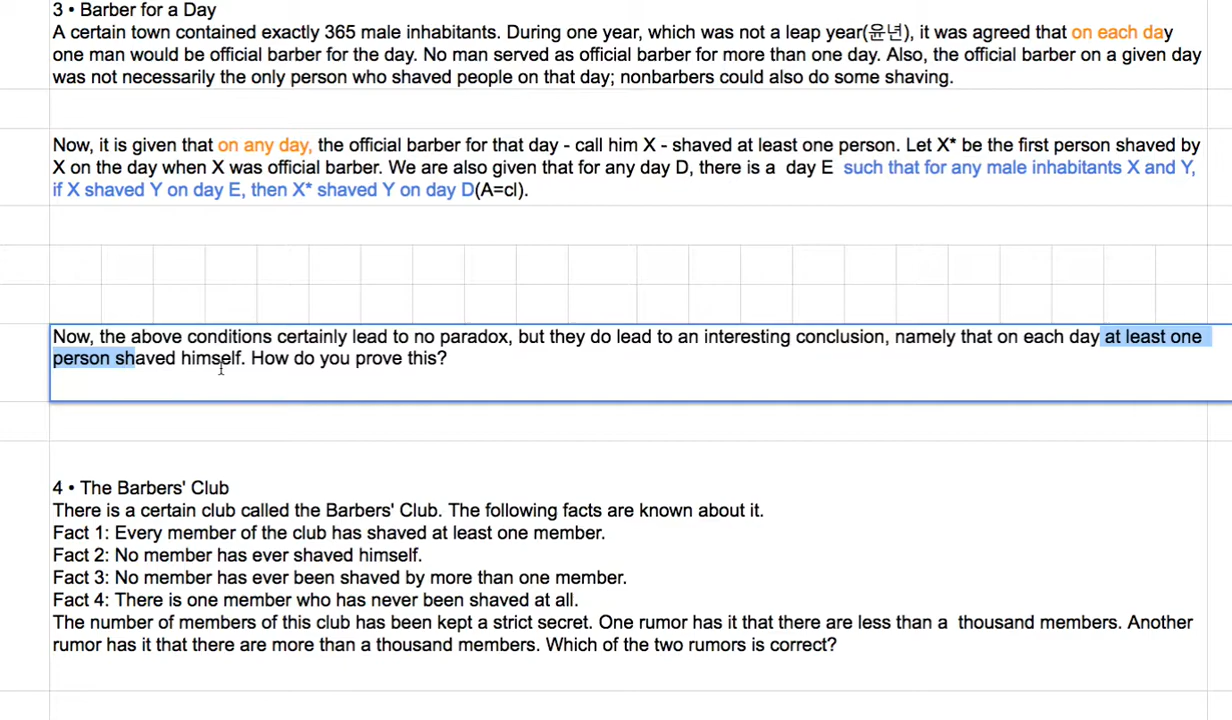 3 • Barber for a Day
A certain town contained exactly 365 male inhabitants. During one year, which was not a leap year(윤년), it was agreed that on each day
one man would be official barber for the day. No man served as official barber for more than one day. Also, the official barber on a given day
was not necessarily the only person who shaved people on that day; nonbarbers could also do some shaving.
Now, it is given that on any day, the official barber for that day - call him X - shaved at least one person. Let X* be the first person shaved by
X on the day when X was official barber. We are also given that for any day D, there is a  day E  such that for any male inhabitants X and Y,
if X shaved Y on day E, then X* shaved Y on day D(A=cl).
Now, the above conditions certainly lead to no paradox, but they do lead to an interesting conclusion, namely that on each day at least one
person shaved himself. How do you prove this?
4 • The Barbers' Club
There is a certain club called the Barbers' Club. The following facts are known about it.
Fact 1: Every member of the club has shaved at least one member.
Fact 2: No member has ever shaved himself.
Fact 3: No member has ever been shaved by more than one member.
Fact 4: There is one member who has never been shaved at all.
The number of members of this club has been kept a strict secret. One rumor has it that there are less than a  thousand members. Another
rumor has it that there are more than a thousand members. Which of the two rumors is correct?